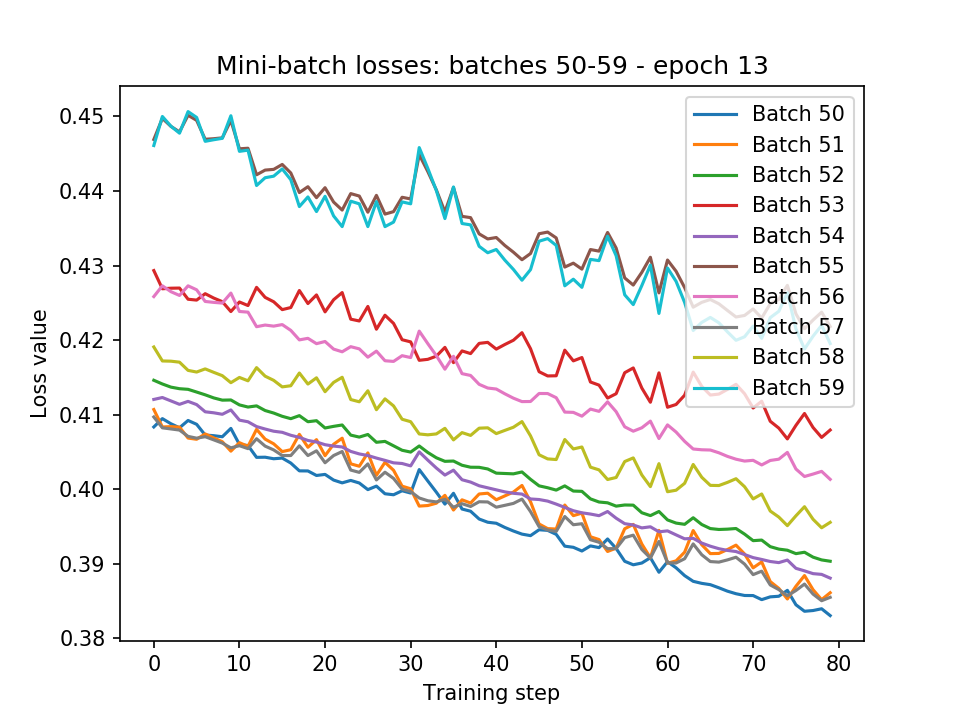 Mini-batch losses: batches 50-59 - epoch 13
0.45
0.44
0.43
0.42
0.41
0.40
0.39
0.38
Loss value
0
10
20
30
40
50
60
70
80
Training step
Batch 50
Batch 51
Batch 52
Batch 53
Batch 54
Batch 55
Batch 56
Batch 57
Batch 58
Batch 59